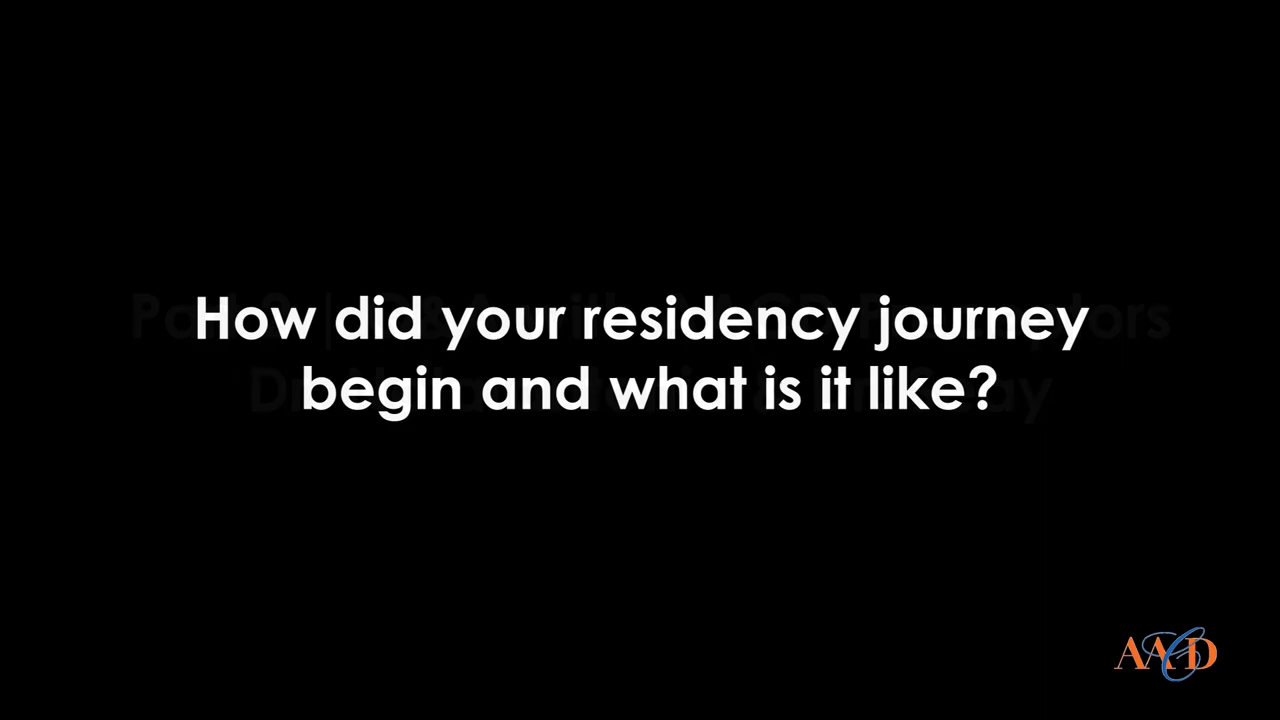 How did your residency journey
begin and what is it like?
AACD